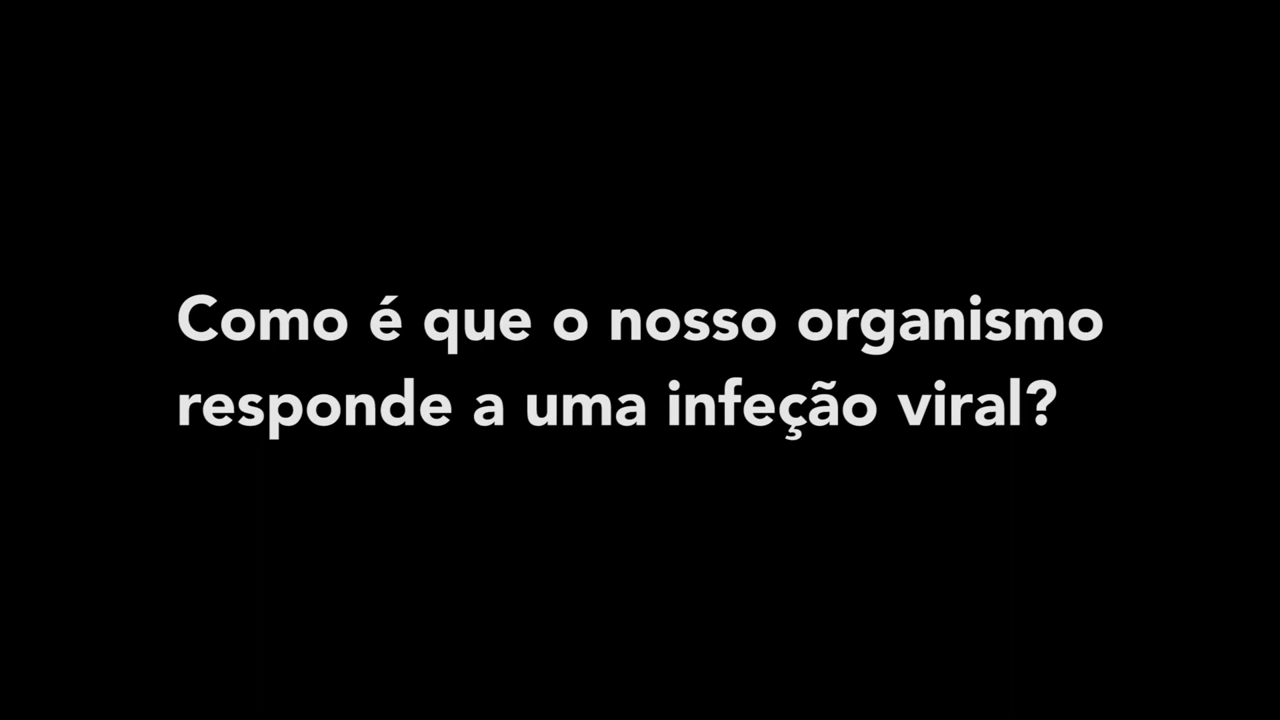 Como é que o nosso organismo
responde a uma infeção viral?